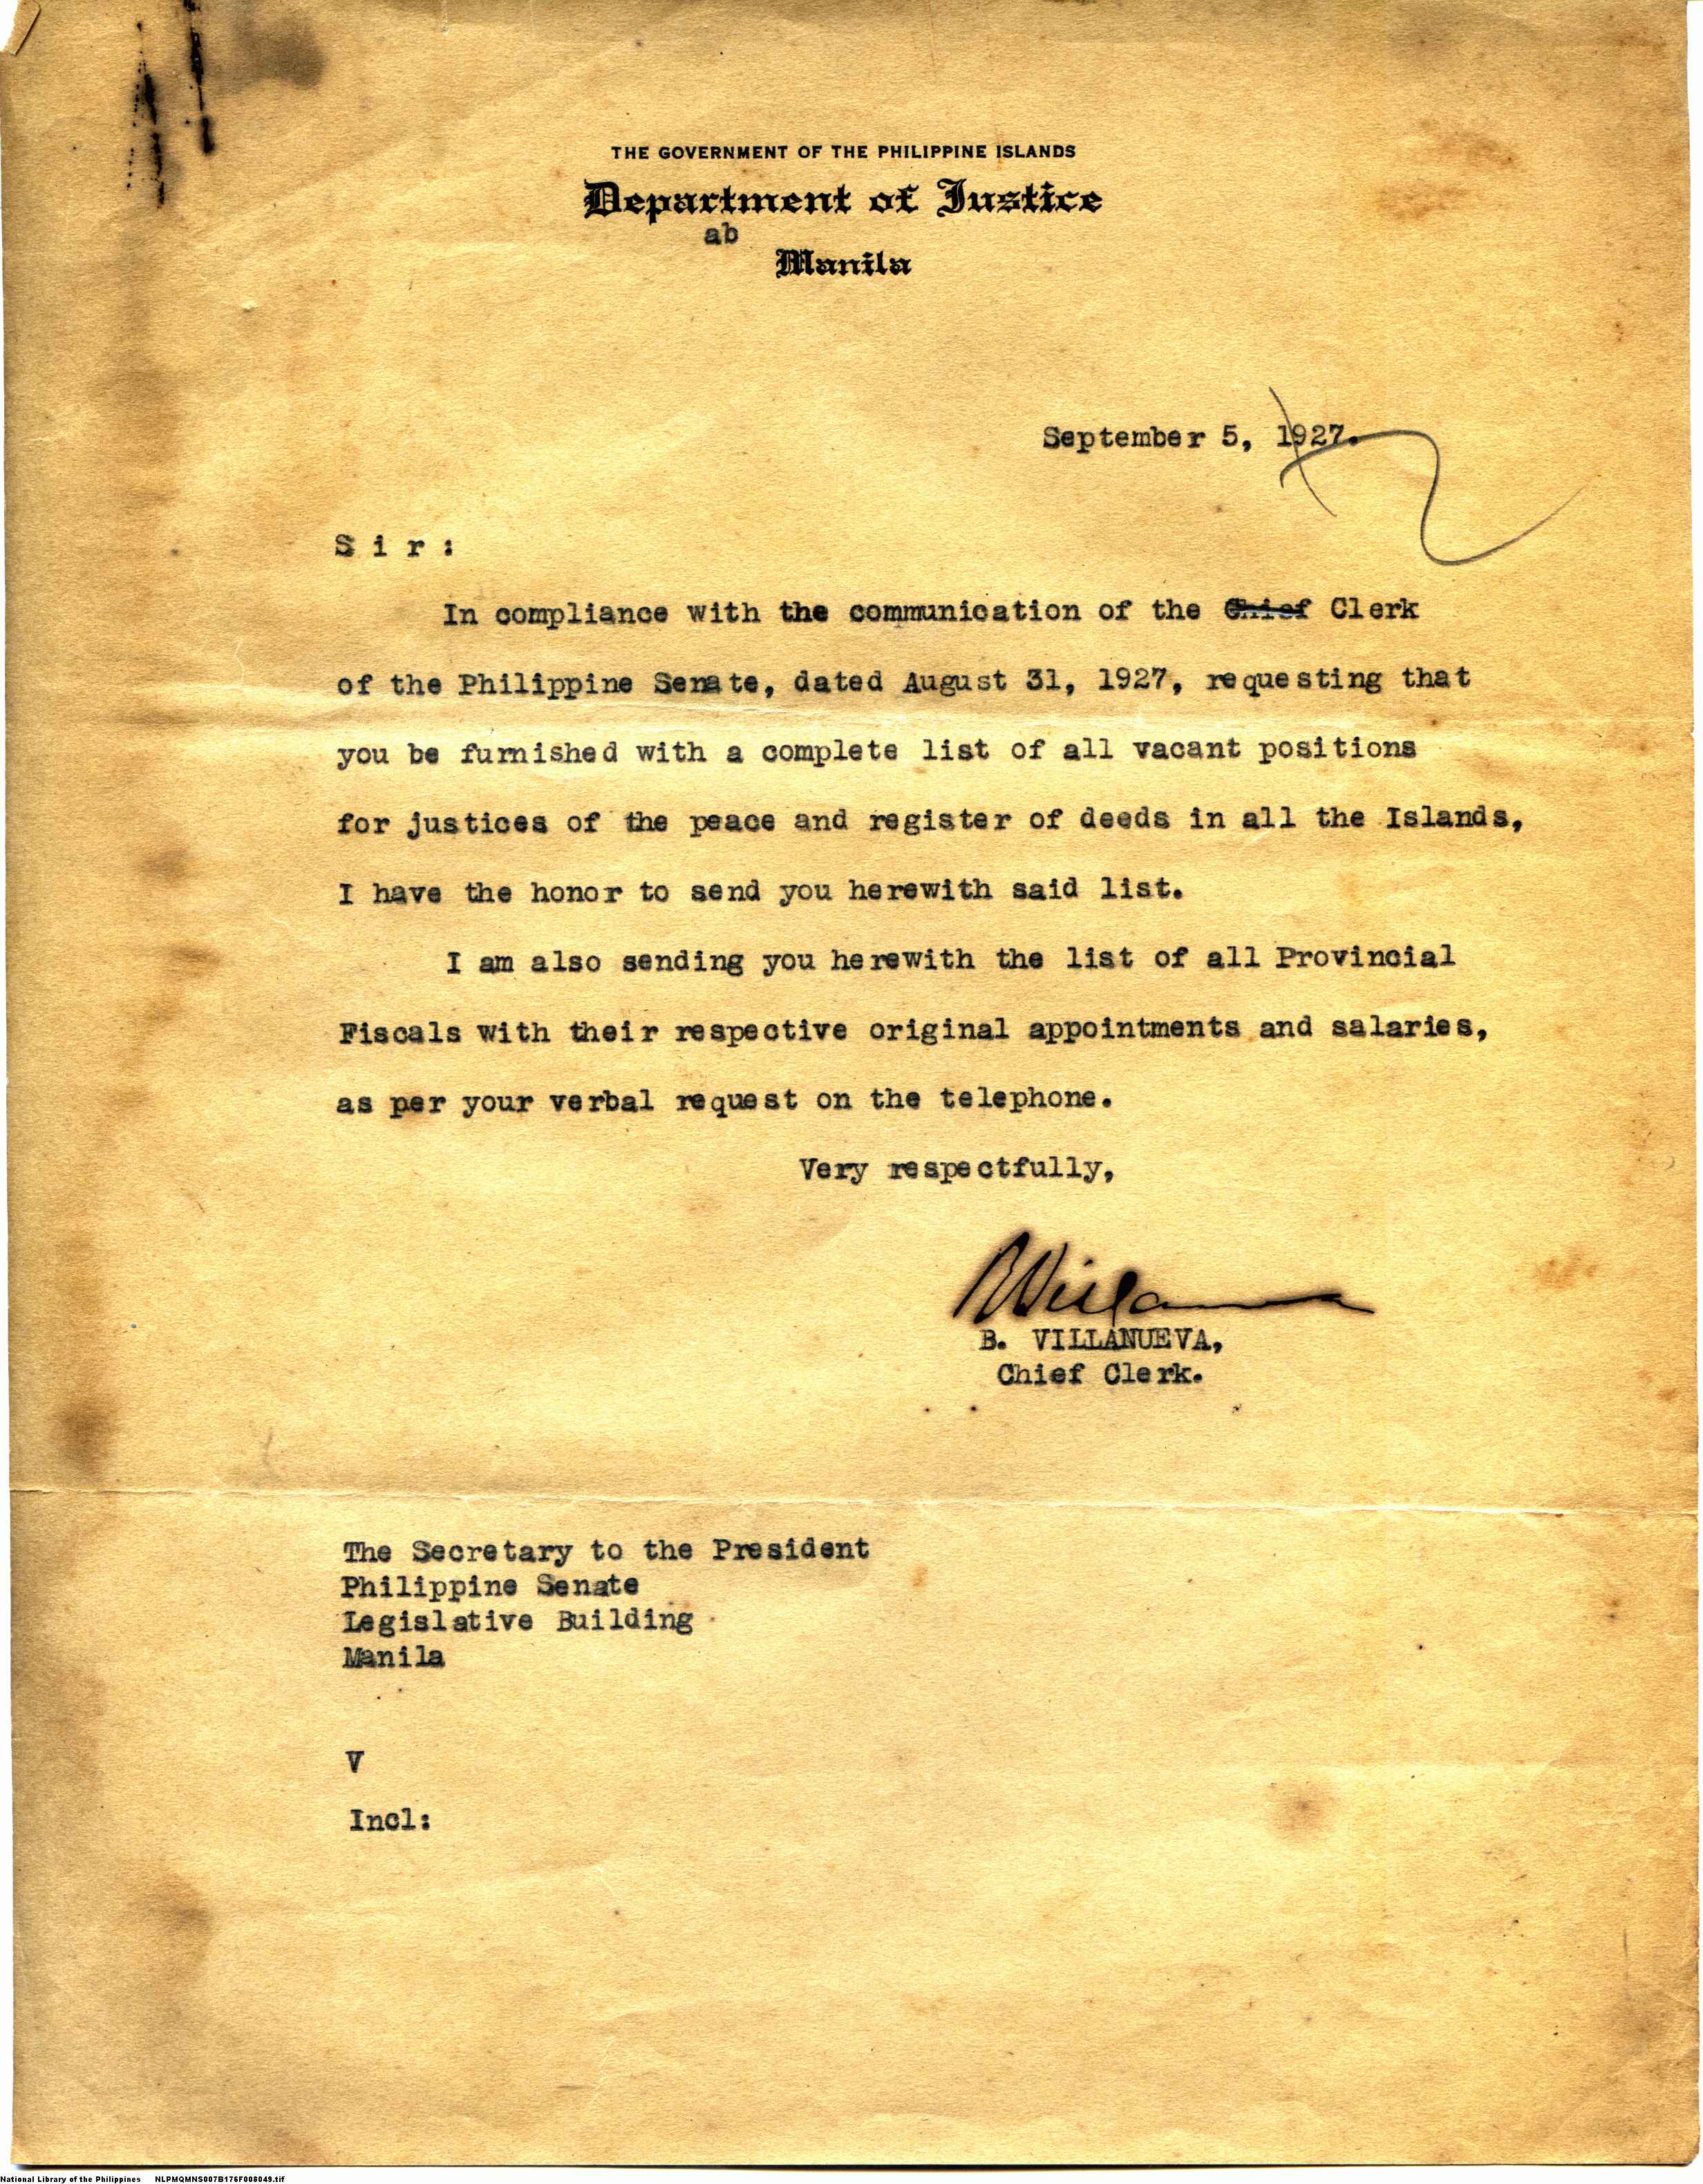 THE GOVERNMENT OF THE PHILIPPINE ISLANDS
Department of Justice
ab
Manila
September 5, 1927.
Sir:
In compliance with the communication of the Chief Clerk
of the Philippine Senate, dated August 31, 1927, requesting that
you be furnished with a complete list of all vacant positions
for justices of the peace and register of deeds in all the Islands,
I have the honor to send you herewith said list.
I am also sending you herewith the list of all Provincial
Fiscals with their respective original appointments and salaries,
as per your verbal request on the telephone.
Very respectfully,
B. VILLANUEVA,
Chief Clerk.
The Secretary to the President
Philippine Senate
Legislative Building
Manila
V
Incl:
National Library of the Philippines NLPMQMNS007B176F008049.tif